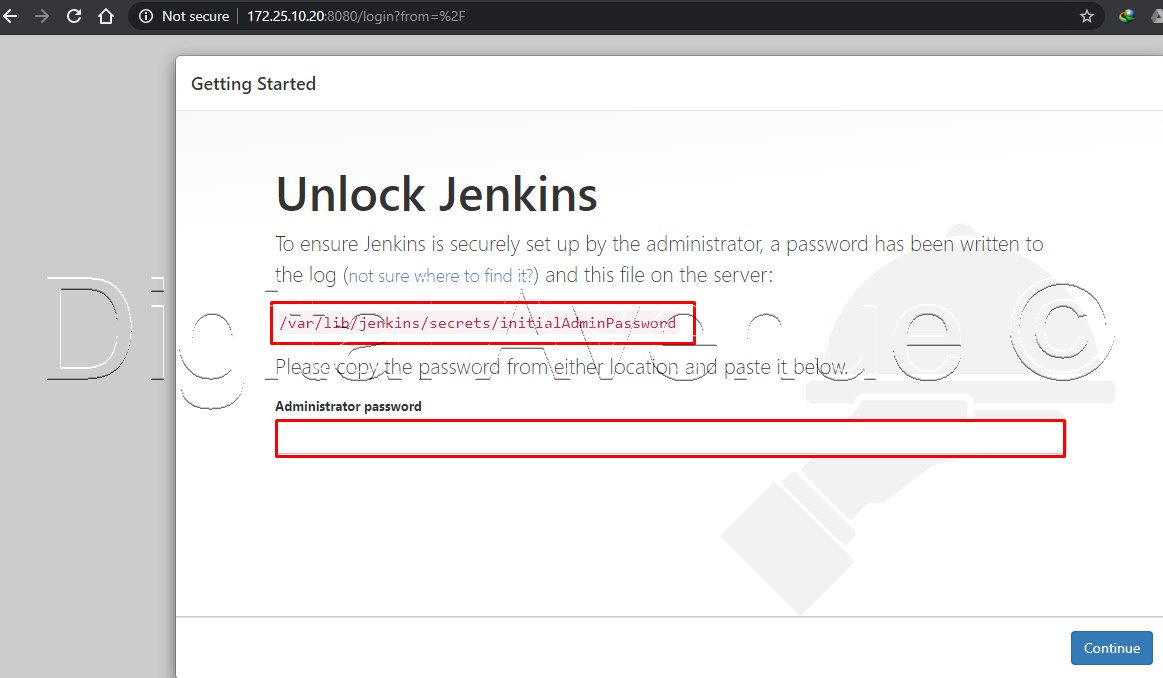 Not secure | 172.25.10.20:8080/login?from=%2F
Getting Started
Unlock Jenkins
To ensure Jenkins is securely set up by the administrator, a password has been written to
the log (not sure where to find it?) and this file on the server:
/var/lib/jenkins/secrets/initialAdminPassword
Please copy the password from either location and paste it below.
Administrator password
Continue
Digital Avenue ©